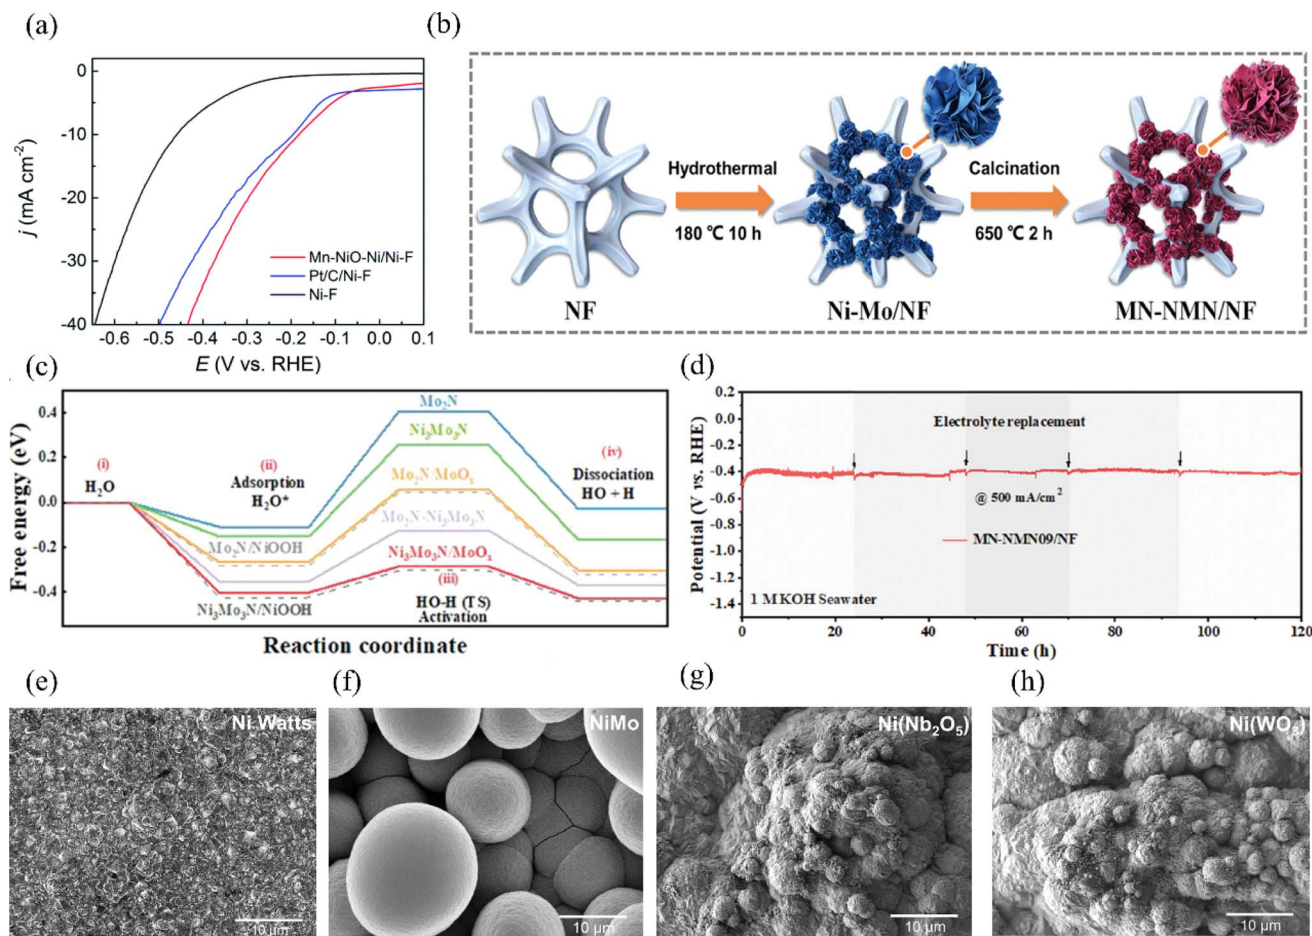 (a)
0
-10
-20
-30
-40
j (mA cm⁻²)
Mn-NiO-Ni/Ni-F
Pt/C/Ni-F
Ni-F
-0.6 -0.5 -0.4 -0.3 -0.2 -0.1 0.0 0.1
E (V vs. RHE)
(b)
Hydrothermal
180 ℃ 10 h
Calcination
650 ℃ 2 h
NF
Ni-Mo/NF
MN-NMN/NF
(c)
Free energy (eV)
0.4
0.2
0.0
-0.2
-0.4
(i)
H₂O
(ii)
Adsorption
H₂O*
Mo₂N
Ni₃Mo₃N
Mo₂N/MoOₓ
Mo₂N-Ni₃Mo₃N
Ni₃Mo₃N/MoOₓ
(iii)
HO-H (TS)
Activation
(iv)
Dissociation
HO + H
Mo₂N/NiOOH
Ni₃Mo₃N/NiOOH
Reaction coordinate
(d)
Potential (V vs. RHE)
0.2
0.0
-0.2
-0.4
-0.6
-0.8
-1.0
-1.2
-1.4
Electrolyte replacement
@ 500 mA/cm²
MN-NMN09/NF
1 M KOH Seawater
0 20 40 60 80 100 120
Time (h)
(e)
Ni Watts
10 µm
(f)
NiMo
10 µm
(g)
Ni(Nb₂O₅)
10 µm
(h)
Ni(WO₃)
10 µm